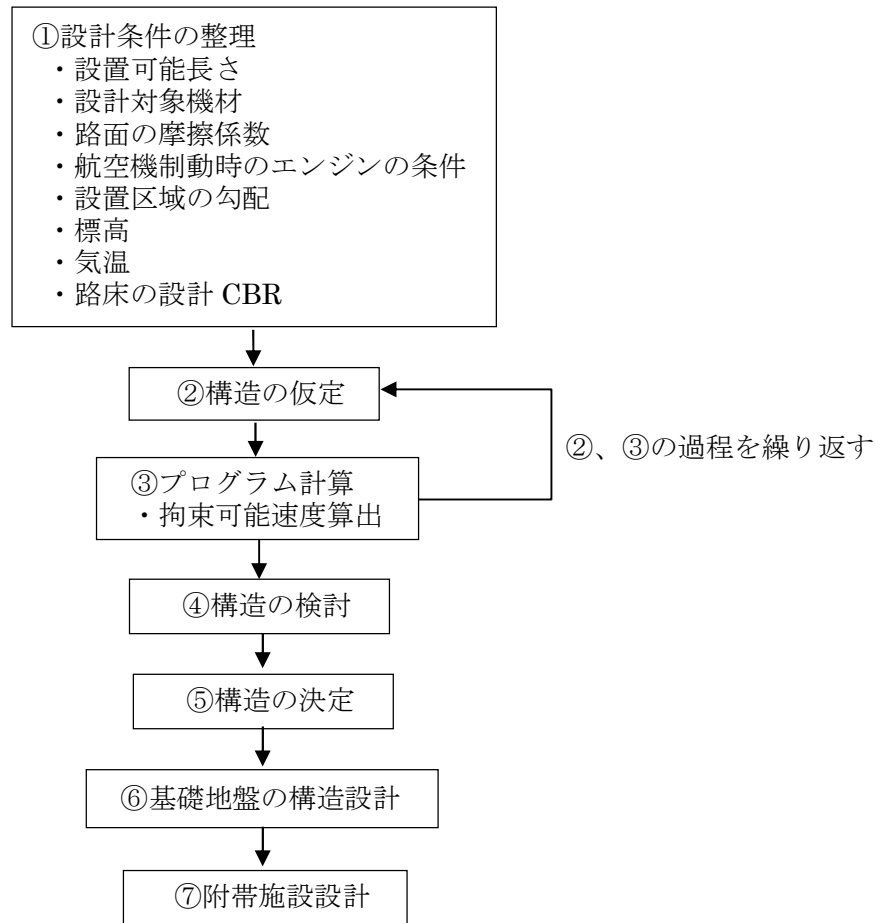 ①設計条件の整理
・設置可能長さ
・設計対象機材
・路面の摩擦係数
・航空機制動時のエンジンの条件
・設置区域の勾配
・標高
・気温
・路床の設計 CBR
②構造の仮定
②、③の過程を繰り返す
③プログラム計算
・拘束可能速度算出
④構造の検討
⑤構造の決定
⑥基礎地盤の構造設計
⑦附帯施設設計